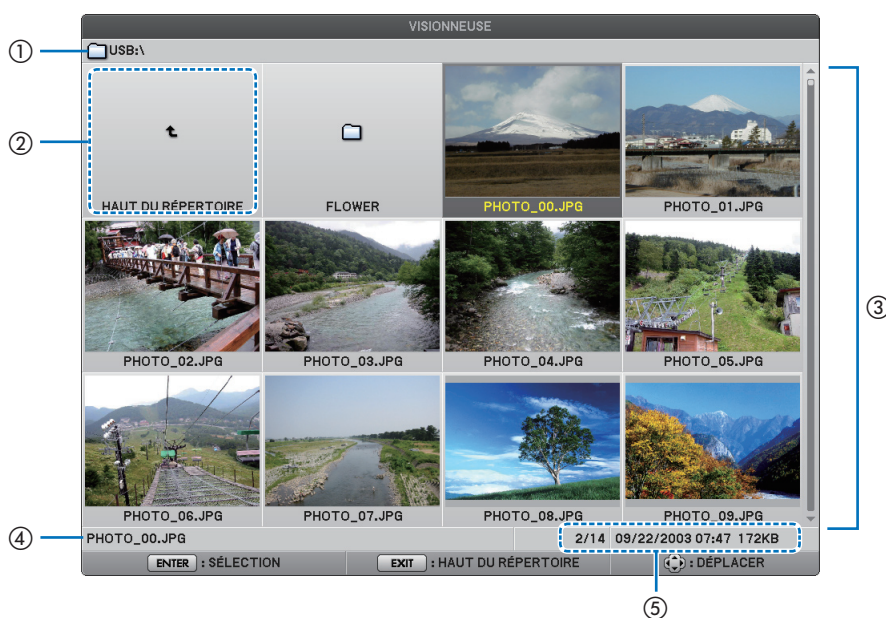 VISIONNEUSE
① USB:\
②
HAUT DU RÉPERTOIRE FLOWER PHOTO_00.JPG PHOTO_01.JPG
③
PHOTO_02.JPG PHOTO_03.JPG PHOTO_04.JPG PHOTO_05.JPG
PHOTO_06.JPG PHOTO_07.JPG PHOTO_08.JPG PHOTO_09.JPG
④ PHOTO_00.JPG 2/14 09/22/2003 07:47 172KB
ENTER : SÉLECTION EXIT : HAUT DU RÉPERTOIRE : DÉPLACER
⑤